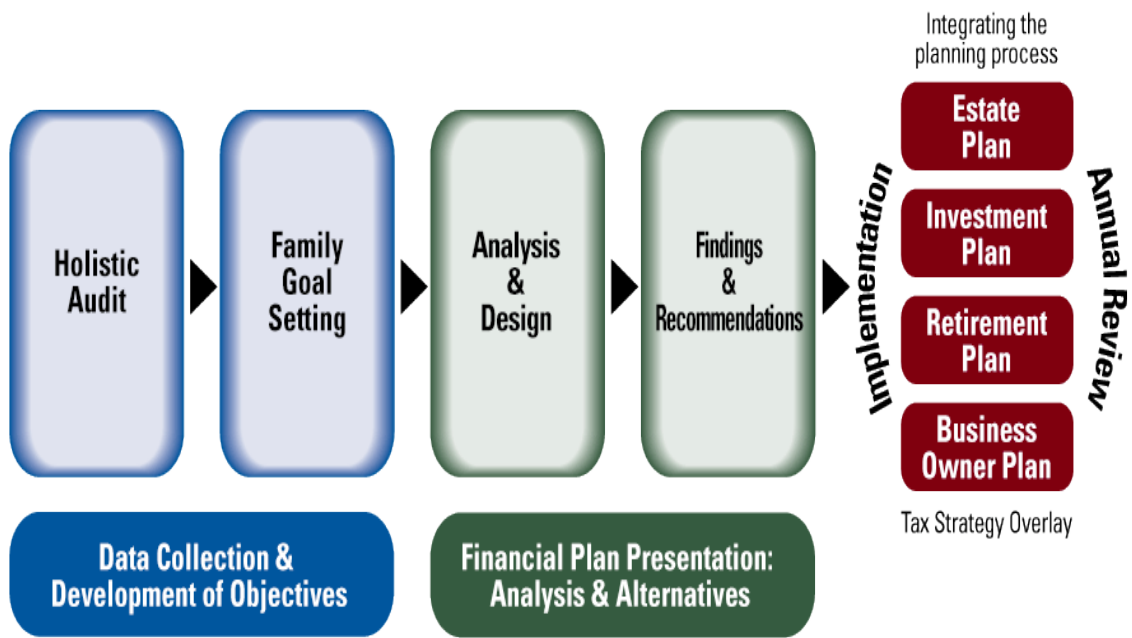 Holistic
Audit
Family
Goal
Setting
Analysis
&
Design
Findings
&
Recommendations
Data Collection &
Development of Objectives
Financial Plan Presentation:
Analysis & Alternatives
Integrating the
planning process
Implementation
Estate
Plan
Investment
Plan
Retirement
Plan
Business
Owner Plan
Annual Review
Tax Strategy Overlay